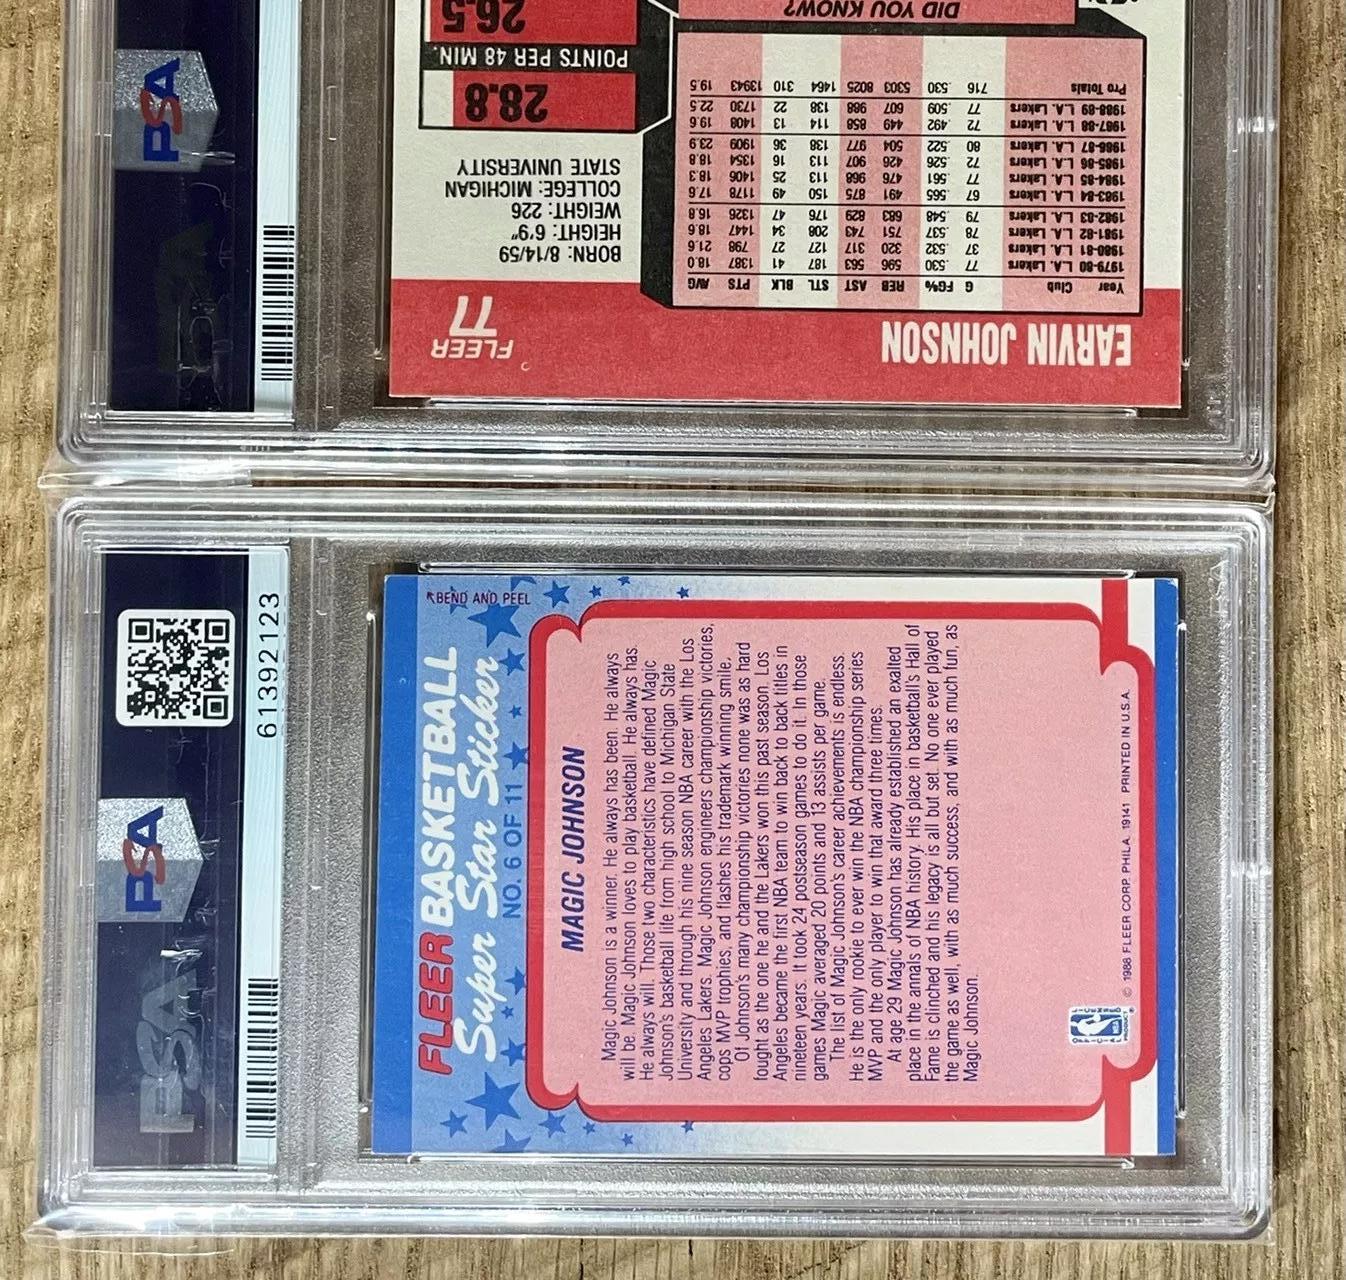 PSA
EARVIN JOHNSON
FLEER
77
Year Club G FG% REB AST STL BLK PTS AVG
1979-80 L.A. Lakers 77 .530 596 563 187 41 1387 18.0
1980-81 L.A. Lakers 37 .532 320 317 127 27 798 21.6
1981-82 L.A. Lakers 78 .537 751 743 208 34 1447 18.6
1982-83 L.A. Lakers 79 .548 683 829 176 47 1326 16.8
1983-84 L.A. Lakers 67 .565 491 875 150 49 1178 17.6
1984-85 L.A. Lakers 77 .561 476 968 113 25 1406 18.3
1985-86 L.A. Lakers 72 .526 426 907 113 16 1354 18.8
1986-87 L.A. Lakers 80 .522 504 977 138 36 1909 23.9
1987-88 L.A. Lakers 72 .492 449 858 114 13 1408 19.6
1988-89 L.A. Lakers 77 .509 607 988 138 22 1730 22.5
Pro Totals 716 .530 5303 8025 1464 310 13943 19.5
BORN: 8/14/59
HEIGHT: 6'9"
WEIGHT: 226
COLLEGE: MICHIGAN
STATE UNIVERSITY
28.8
POINTS PER 48 MIN.
26.5
DID YOU KNOW?
61392123
PSA
PSA
BEND AND PEEL
FLEER BASKETBALL
Super Star Sticker
NO. 6 OF 11
MAGIC JOHNSON
Magic Johnson is a winner. He always has been. He always
will be. Magic Johnson loves to play basketball. He always has
He always will. Those two characteristics have defined Magic
Johnson's basketball life from high school to Michigan State
University and through his nine season NBA career with the Los
Angeles Lakers. Magic Johnson engineers championship victories,
cops MVP trophies, and flashes his trademark winning smile.
Of Johnson's many championship victories none was as hard
fought as the one he and the Lakers won this past season. Los
Angeles became the first NBA team to win back to back titles in
nineteen years. It took 24 postseason games to do it. In those
games Magic averaged 20 points and 13 assists per game.
The list of Magic Johnson's career achievements is endless.
He is the only rookie to ever win the NBA championship series
MVP and the only player to win that award three times.
At age 29 Magic Johnson has already established an exalted
place in the annals of NBA history. His place in basketball's Hall of
Fame is clinched and his legacy is all but set. No one ever played
the game as well, with as much success, and with as much fun, as
Magic Johnson.
© 1988 FLEER CORP. PHILA. 19141 PRINTED IN U.S.A.